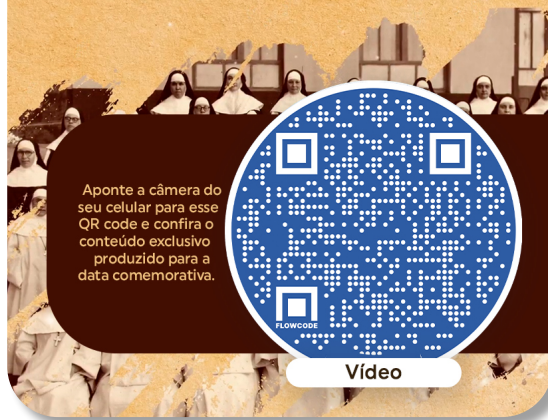 Aponte a câmera do
seu celular para esse
QR code e confira o
conteúdo exclusivo
produzido para a
data comemorativa.
FLOWCODE
Vídeo